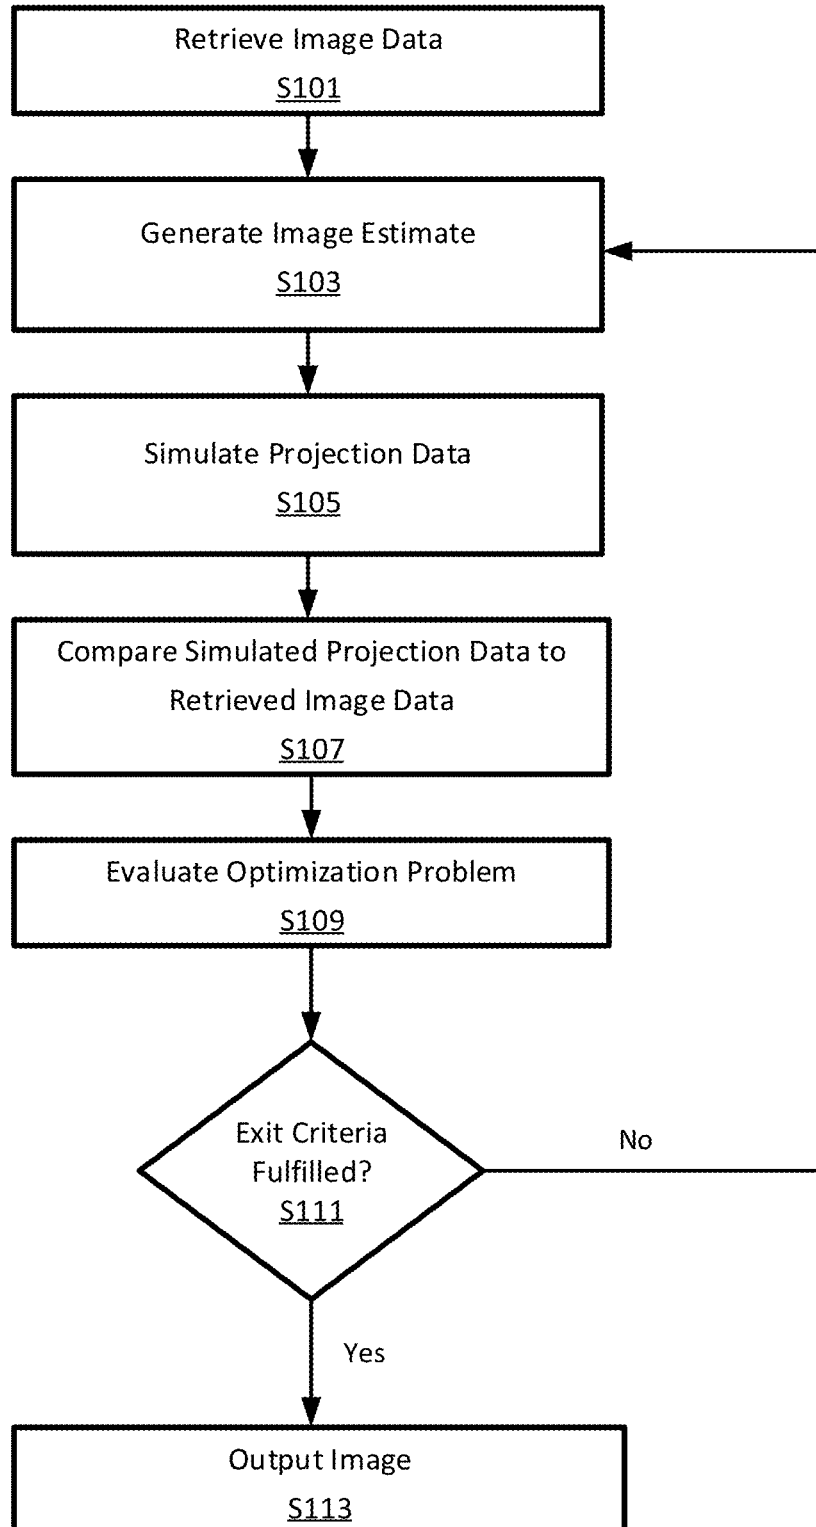 Retrieve Image Data
S101
Generate Image Estimate
S103
Simulate Projection Data
S105
Compare Simulated Projection Data to
Retrieved Image Data
S107
Evaluate Optimization Problem
S109
Exit Criteria
Fulfilled?
S111
No
Yes
Output Image
S113